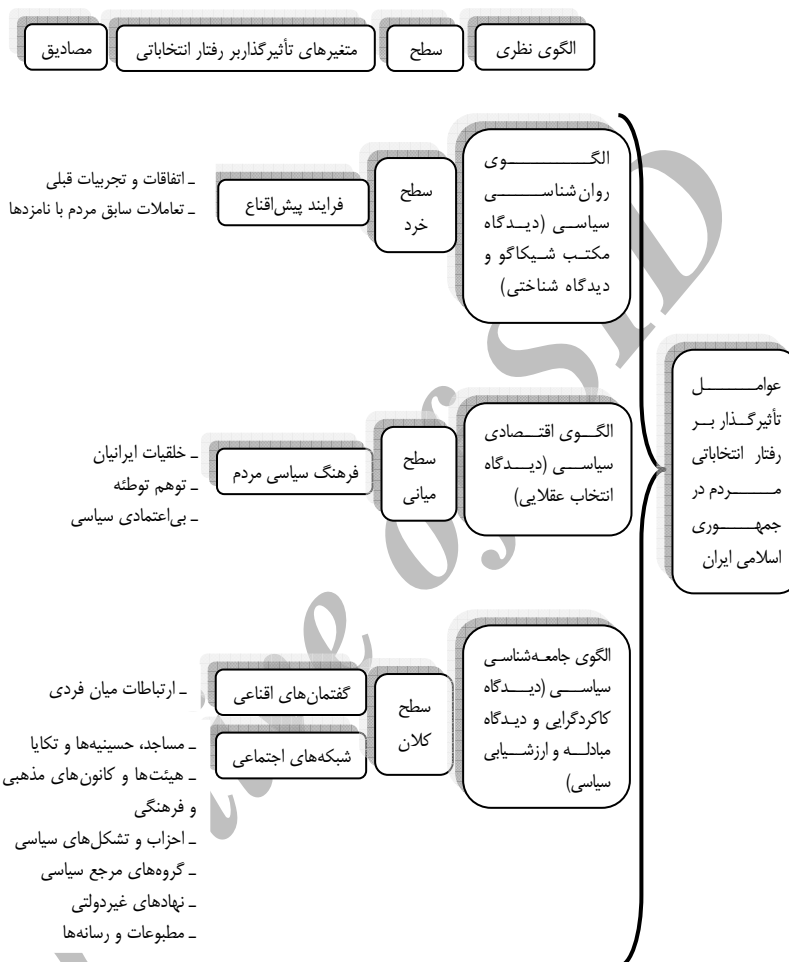 الگوی نظری
سطح
متغیرهای تأثیرگذاربر رفتار انتخاباتی
مصادیق
عوامل
تأثیرگذار بر
رفتار انتخاباتی
مردم در
جمهوری
اسلامی ایران
الگوی
روان‌شناسی
سیاسی (دیدگاه
مکتب شیکاگو و
دیدگاه شناختی)
سطح
خرد
فرایند پیش‌اقناع
ـ اتفاقات و تجربیات قبلی
ـ تعاملات سابق مردم با نامزدها
الگوی اقتصادی
سیاسی (دیدگاه
انتخاب عقلایی)
سطح
میانی
فرهنگ سیاسی مردم
ـ خلقیات ایرانیان
ـ توهم توطئه
ـ بی‌اعتمادی سیاسی
الگوی جامعه‌شناسی
سیاسی (دیدگاه
کاکردگرایی و دیدگاه
مبادله و ارزشیابی
سیاسی)
سطح
کلان
گفتمان‌های اقناعی
ـ ارتباطات میان فردی
شبکه‌های اجتماعی
ـ مساجد، حسینیه‌ها و تکایا
ـ هیئت‌ها و کانون‌های مذهبی
و فرهنگی
ـ احزاب و تشکل‌های سیاسی
ـ گروه‌های مرجع سیاسی
ـ نهادهای غیردولتی
ـ مطبوعات و رسانه‌ها
of SID